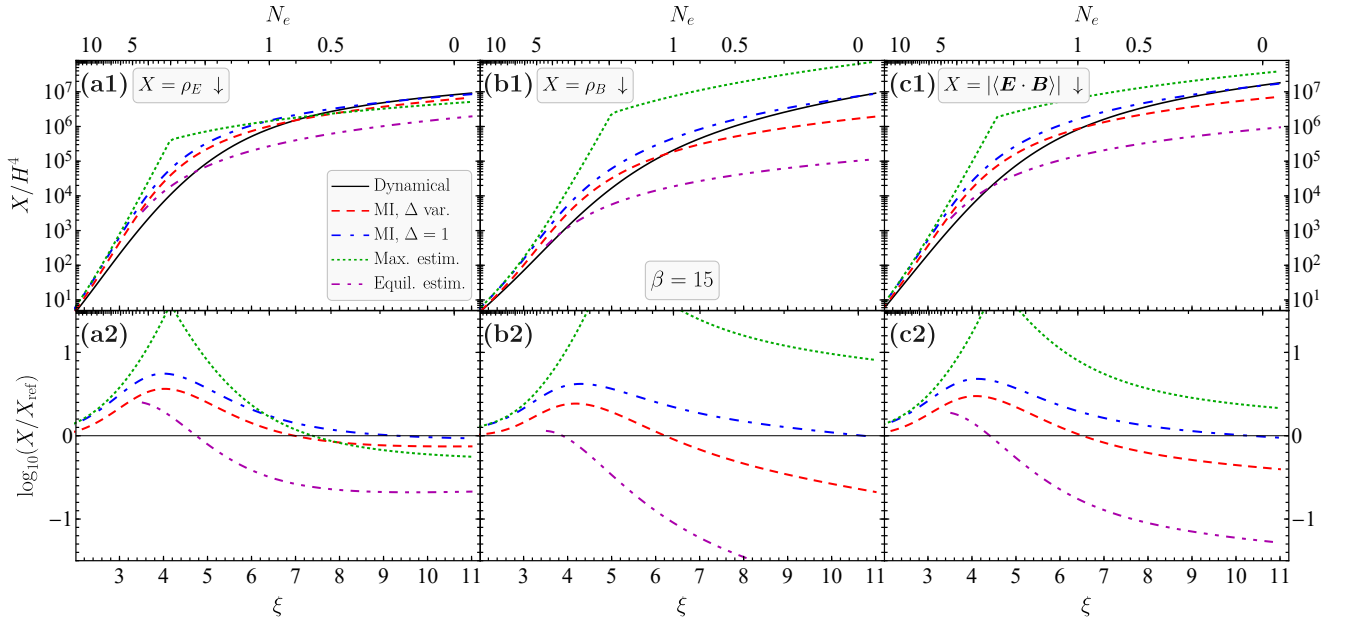 N_e N_e N_e
10 5 1 0.5 0 10 5 1 0.5 0 10 5 1 0.5 0
(a1) X = ρ_E ↓ (b1) X = ρ_B ↓ (c1) X = |⟨E · B⟩| ↓
X/H^4
10^7
10^6
10^5
10^4
10^3
10^2
10^1
Dynamical
MI, Δ var.
MI, Δ = 1
Max. estim.
Equil. estim.
β = 15
10^7
10^6
10^5
10^4
10^3
10^2
10^1
(a2) (b2) (c2)
log_10(X/X_ref)
1
0
−1
1
0
−1
3 4 5 6 7 8 9 10 11 3 4 5 6 7 8 9 10 11 3 4 5 6 7 8 9 10 11
ξ ξ ξ